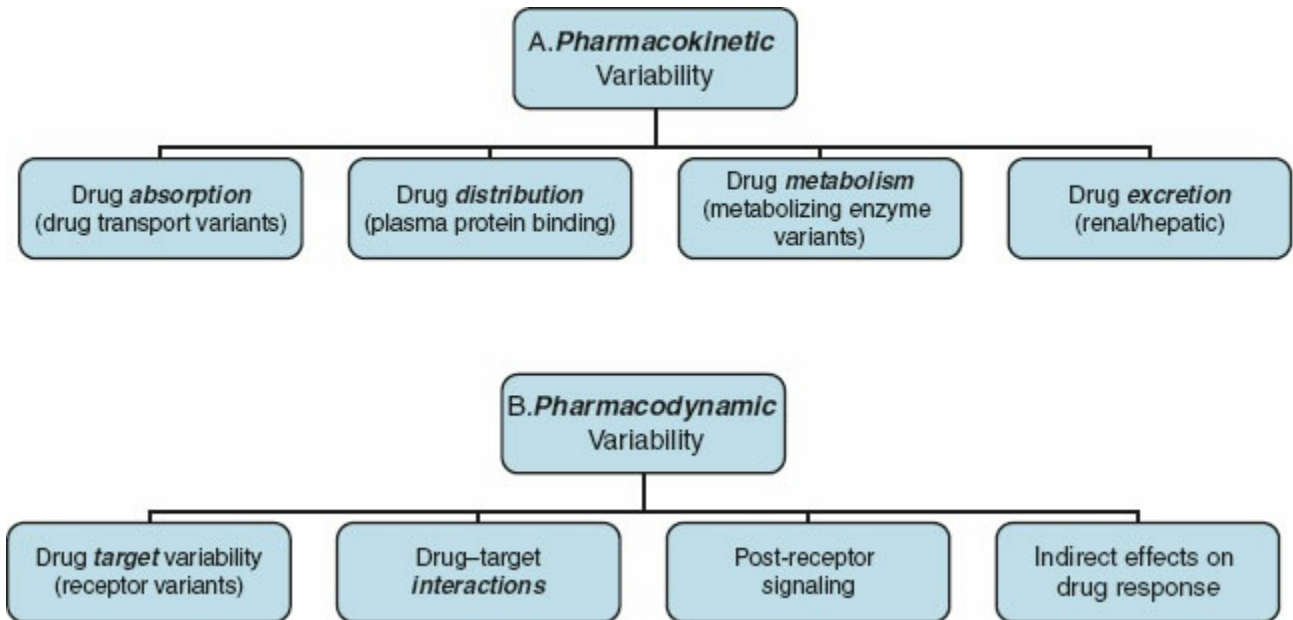 A.Pharmacokinetic
Variability
Drug absorption
(drug transport variants)
Drug distribution
(plasma protein binding)
Drug metabolism
(metabolizing enzyme
variants)
Drug excretion
(renal/hepatic)
B.Pharmacodynamic
Variability
Drug target variability
(receptor variants)
Drug–target
interactions
Post-receptor
signaling
Indirect effects on
drug response